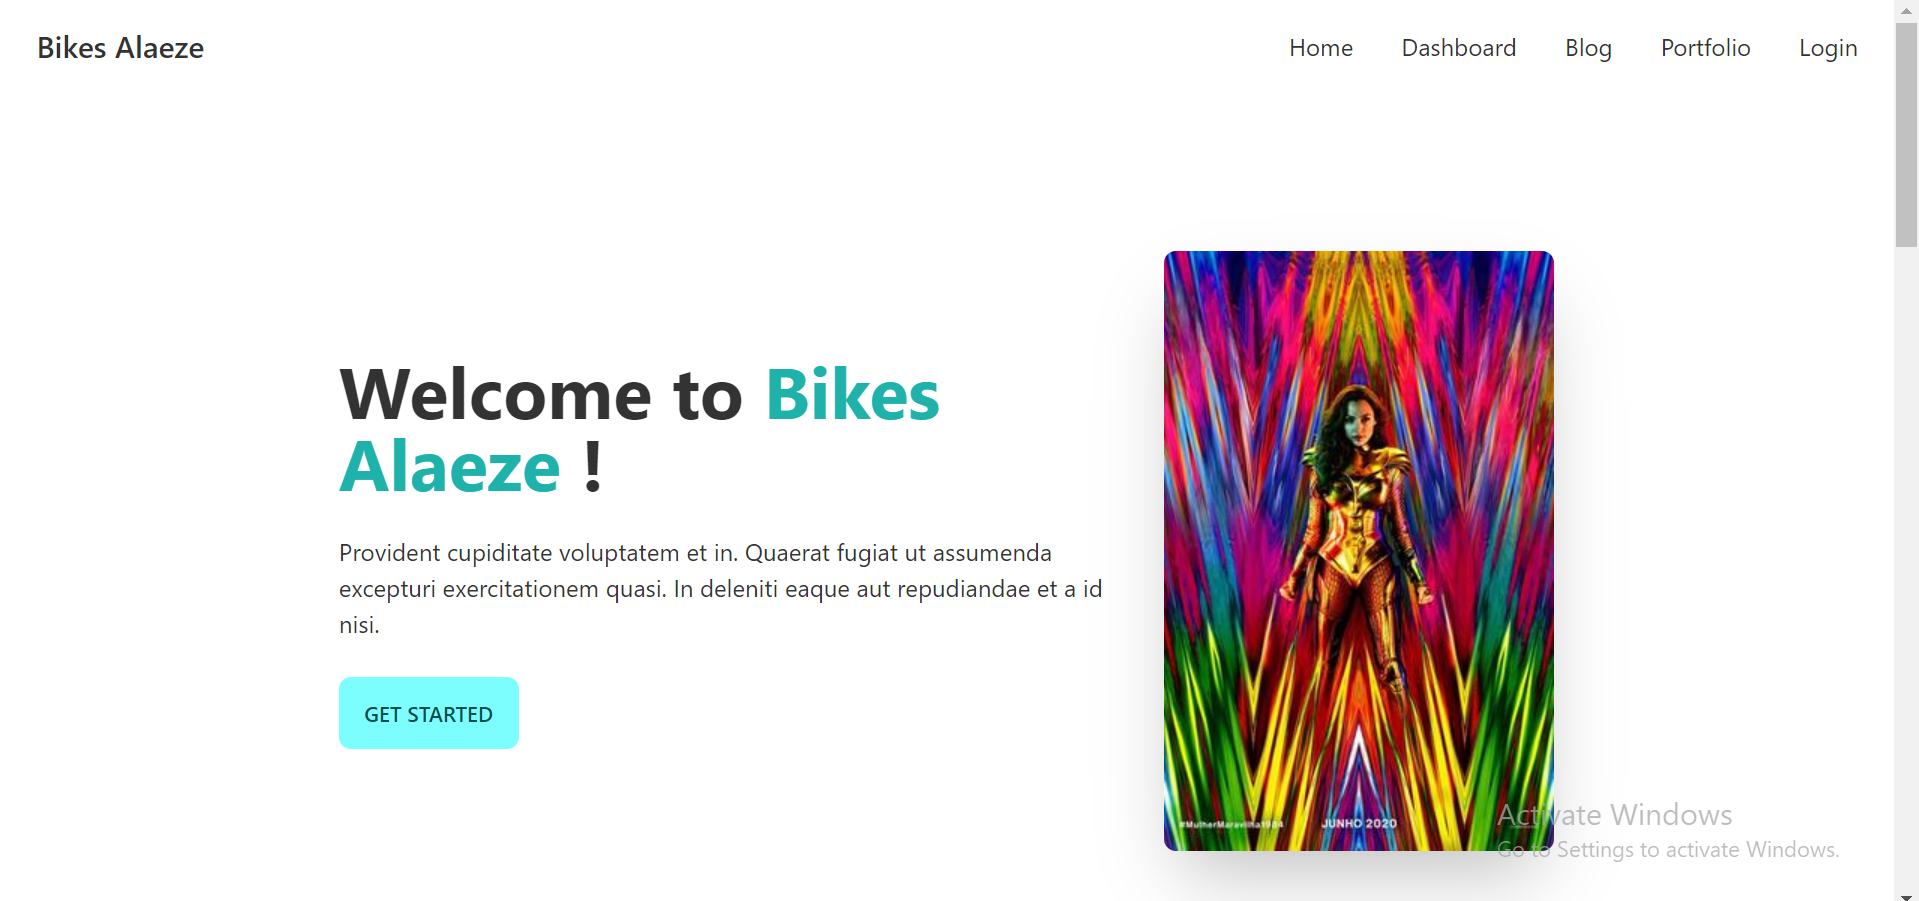 Bikes Alaeze
Home Dashboard Blog Portfolio Login
Welcome to Bikes
Alaeze !
Provident cupiditate voluptatem et in. Quaerat fugiat ut assumenda
excepturi exercitationem quasi. In deleniti eaque aut repudiandae et a id
nisi.
GET STARTED
#MulherMaravilha1984 JUNHO 2020
Activate Windows
Go to Settings to activate Windows.